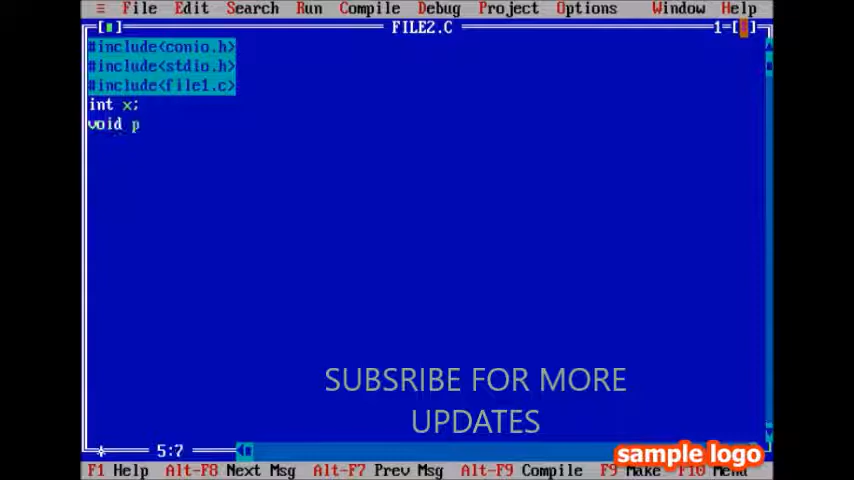 ≡ File Edit Search Run Compile Debug Project Options Window Help
FILE2.C 1
#include<conio.h>
#include<stdio.h>
#include<file1.c>
int x;
void p
SUBSRIBE FOR MORE
UPDATES
5:7
sample logo
F1 Help Alt-F8 Next Msg Alt-F7 Prev Msg Alt-F9 Compile F9 Make F10 Menu